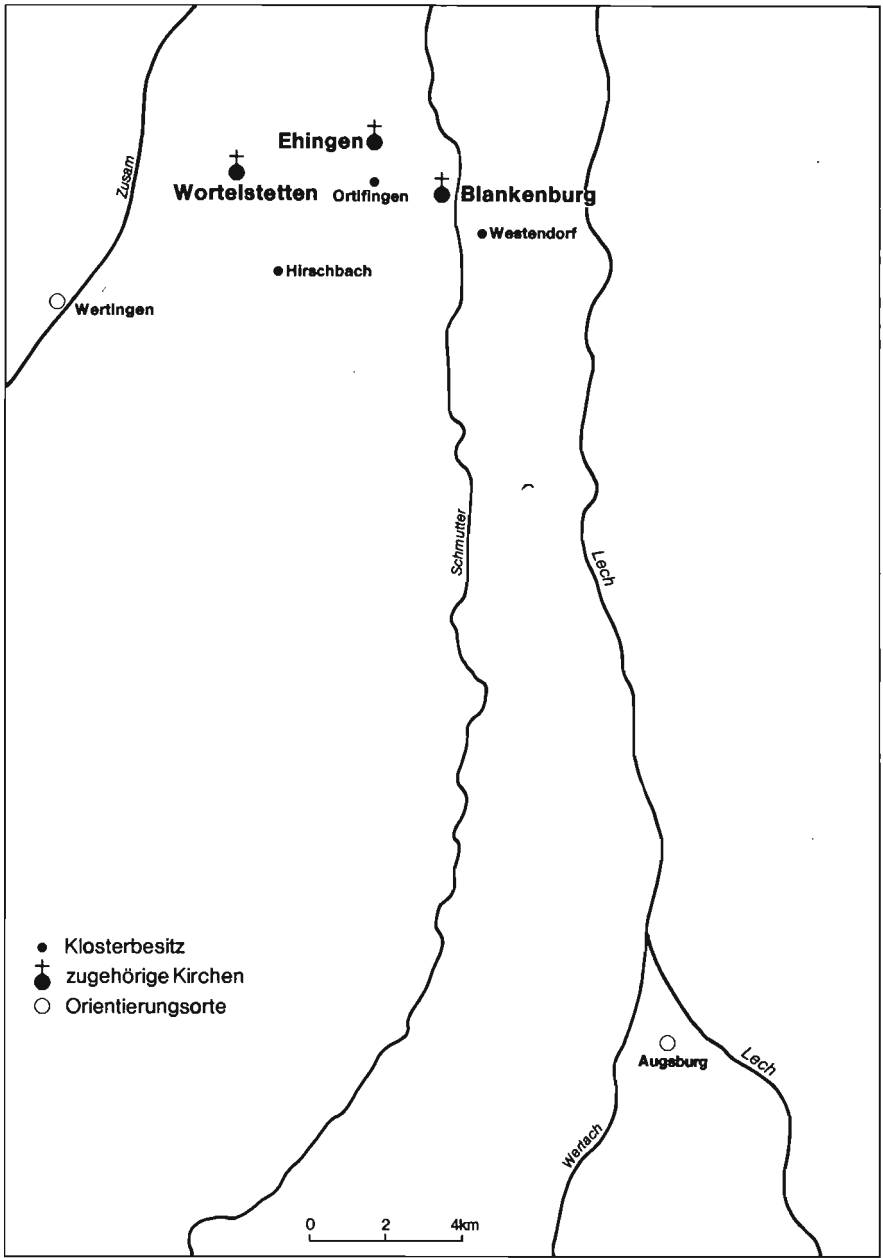 Zusam
Ehingen
Wortelstetten
Ortlfingen
Blankenburg
Westendorf
Hirschbach
Wertingen
Schmutter
Lech
Klosterbesitz
zugehörige Kirchen
Orientierungsorte
Augsburg
Lech
Wertach
0 2 4km